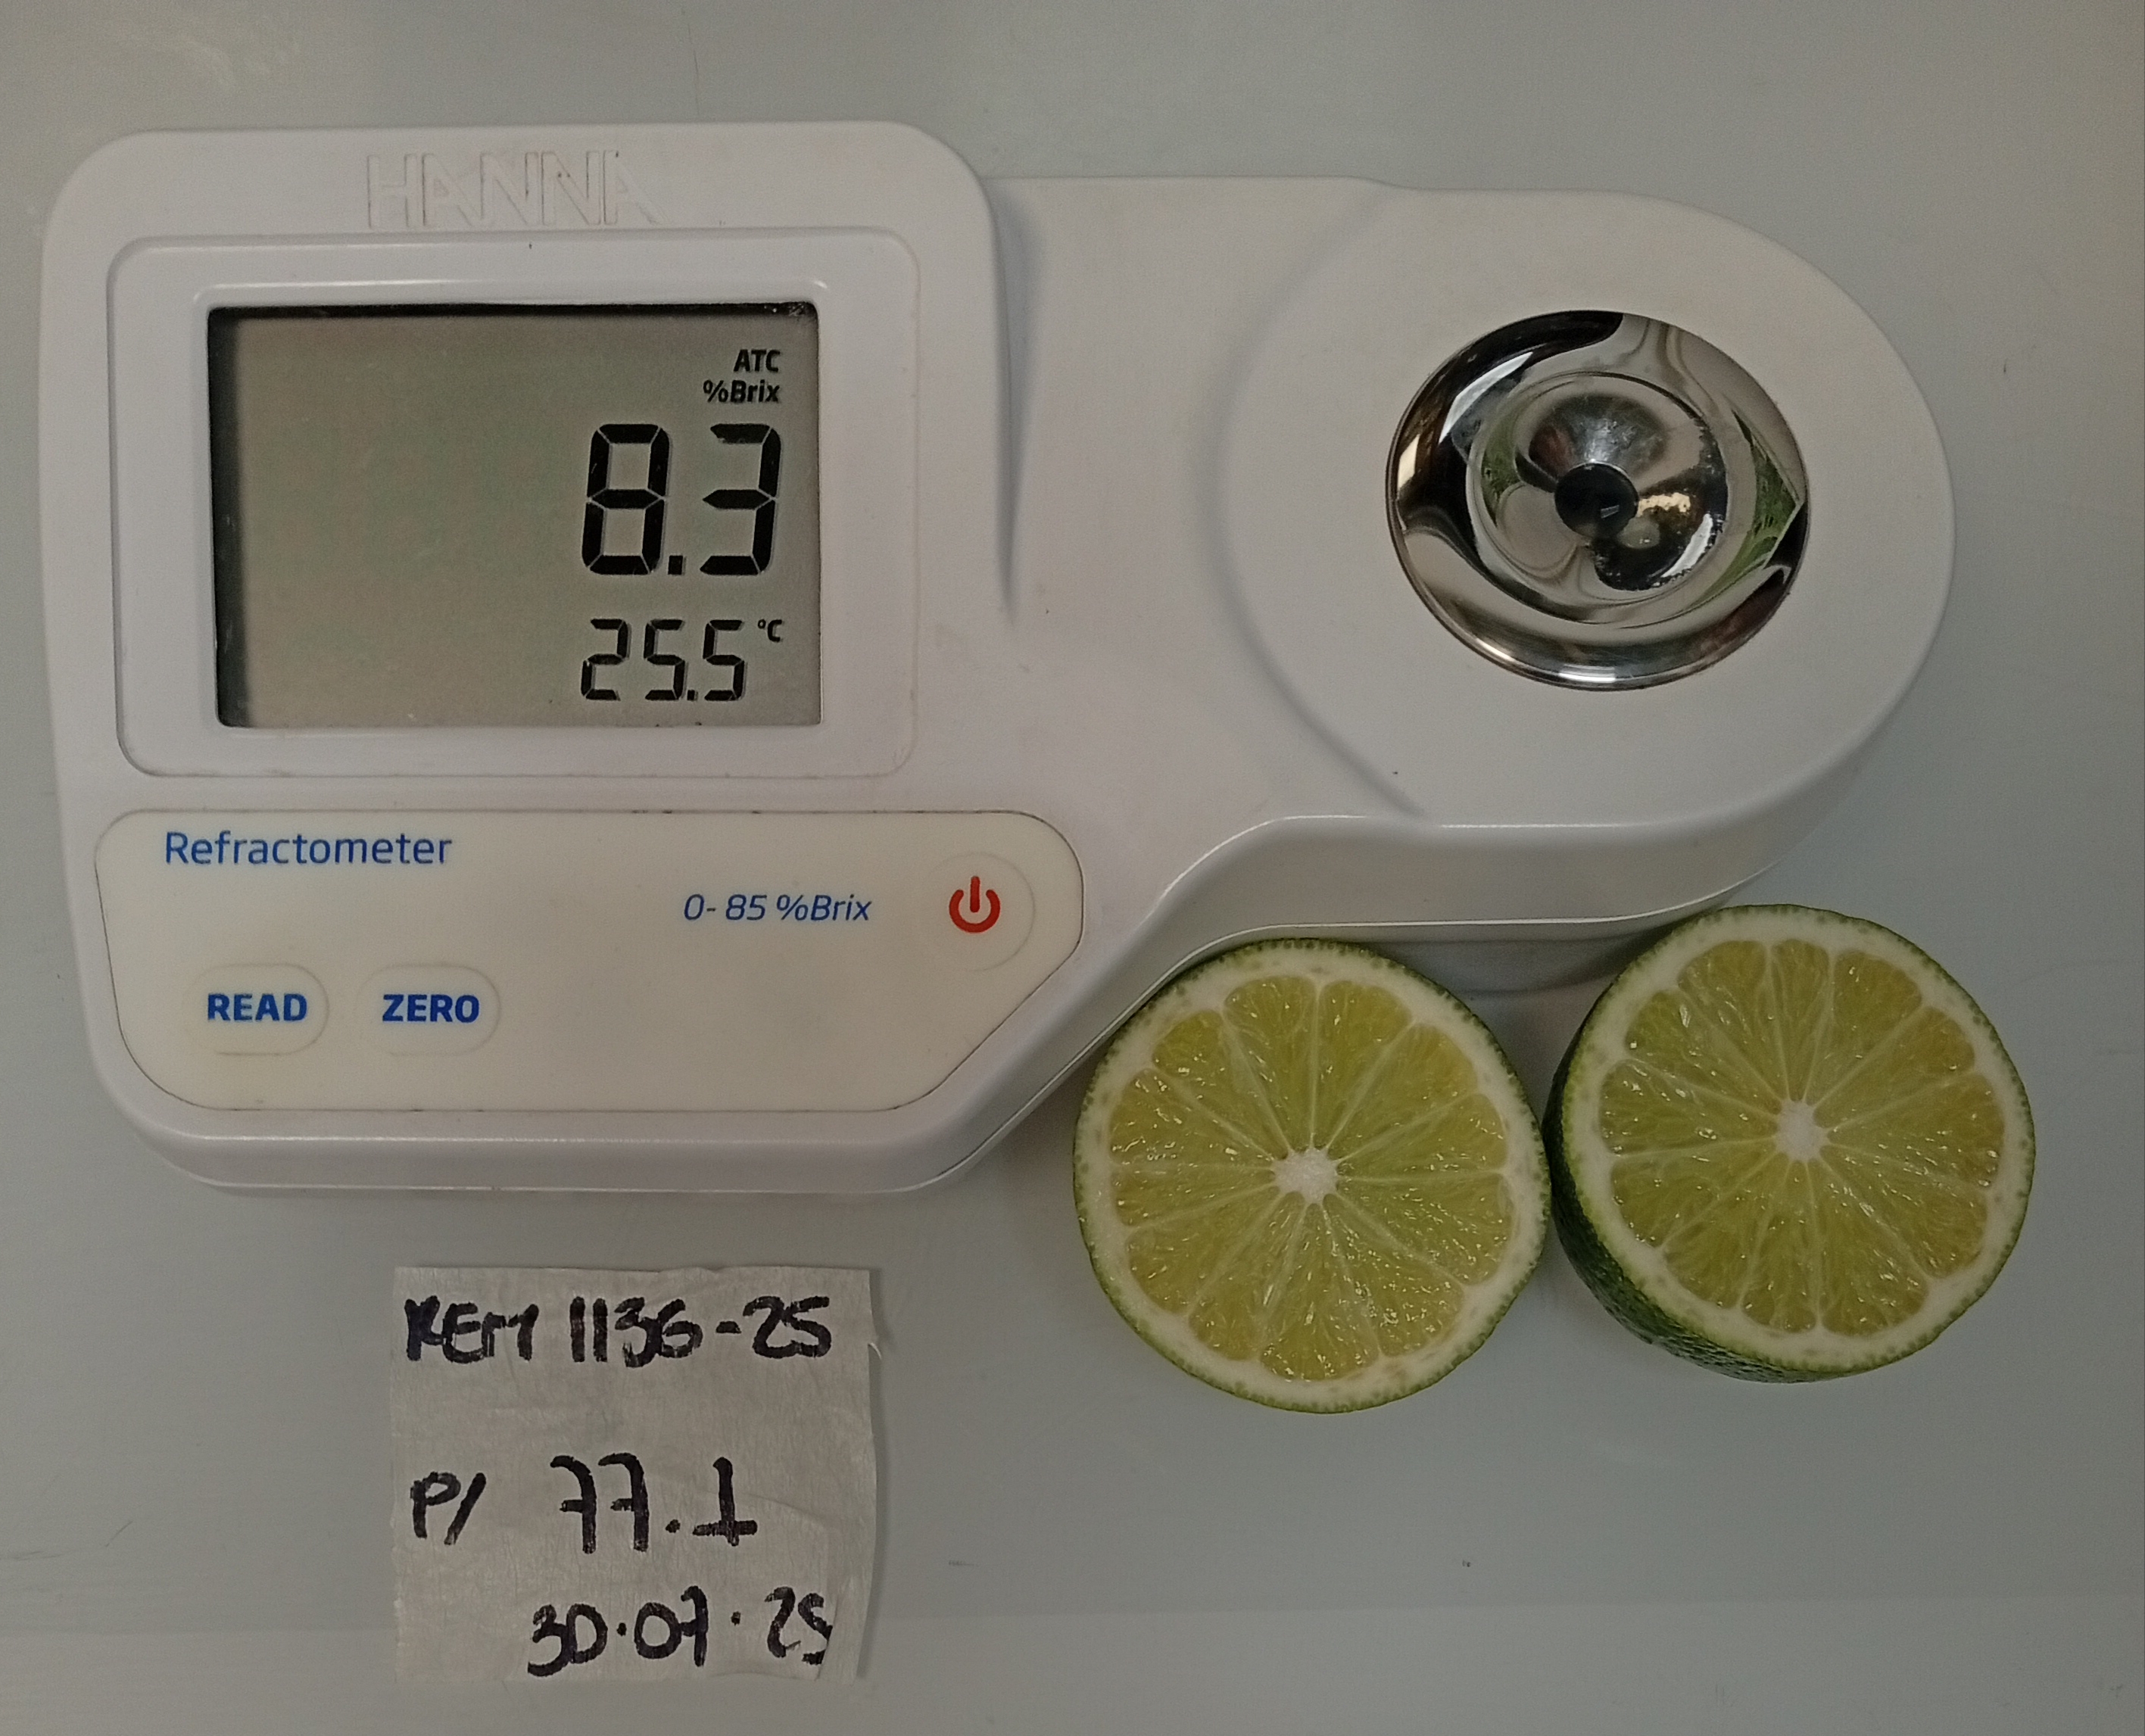 HANNA
ATC
%Brix
8.3
25.5 °C
Refractometer
0-85 %Brix
READ ZERO
REM 1136-25
P/ 77.1
30.07.25